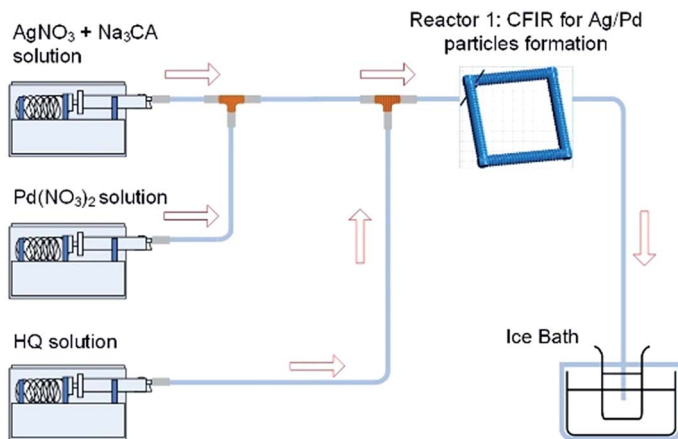 AgNO₃ + Na₃CA
solution
Reactor 1: CFIR for Ag/Pd
particles formation
Pd(NO₃)₂ solution
HQ solution
Ice Bath